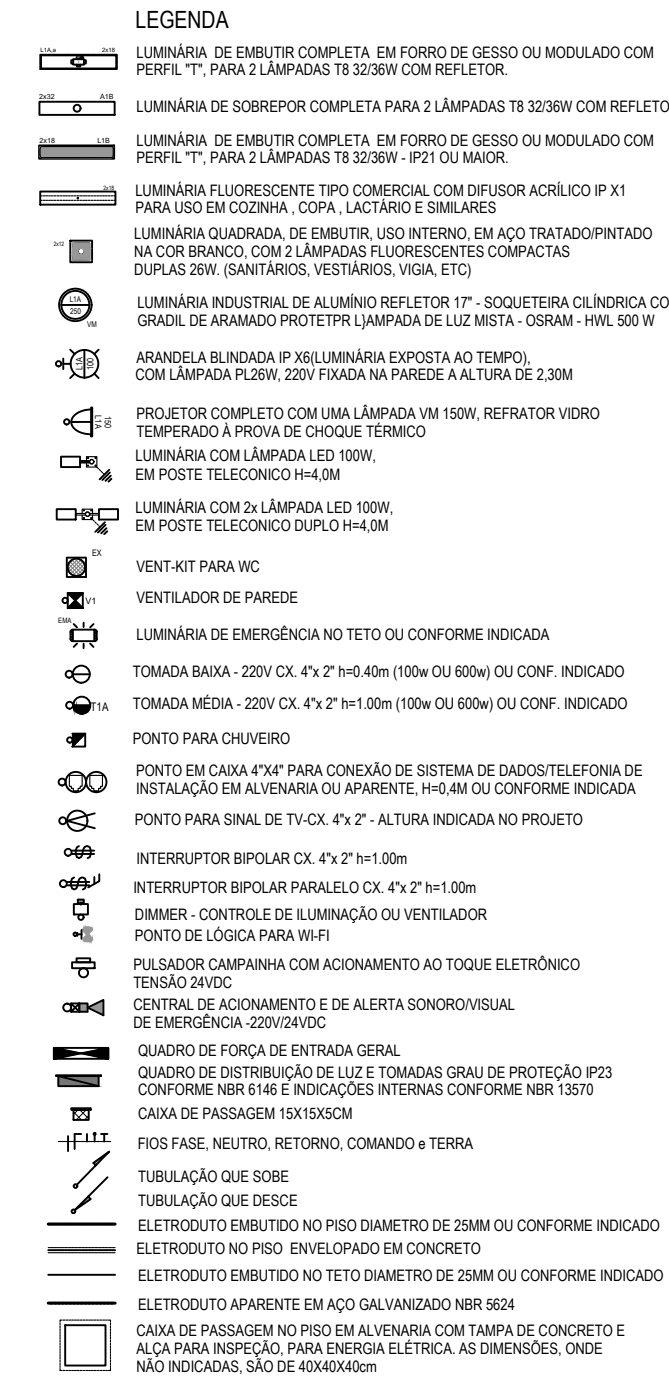 LEGENDA
L1A,a 2x18
LUMINÁRIA DE EMBUTIR COMPLETA EM FORRO DE GESSO OU MODULADO COM
PERFIL "T", PARA 2 LÂMPADAS T8 32/36W COM REFLETOR.
2x32 A1B
LUMINÁRIA DE SOBREPOR COMPLETA PARA 2 LÂMPADAS T8 32/36W COM REFLETO
2x18 L1B
LUMINÁRIA DE EMBUTIR COMPLETA EM FORRO DE GESSO OU MODULADO COM
PERFIL "T", PARA 2 LÂMPADAS T8 32/36W - IP21 OU MAIOR.
2x18
LUMINÁRIA FLUORESCENTE TIPO COMERCIAL COM DIFUSOR ACRÍLICO IP X1
PARA USO EM COZINHA , COPA , LACTÁRIO E SIMILARES
2x12
LUMINÁRIA QUADRADA, DE EMBUTIR, USO INTERNO, EM AÇO TRATADO/PINTADO
NA COR BRANCO, COM 2 LÂMPADAS FLUORESCENTES COMPACTAS
DUPLAS 26W. (SANITÁRIOS, VESTIÁRIOS, VIGIA, ETC)
L1A
250
VM
LUMINÁRIA INDUSTRIAL DE ALUMÍNIO REFLETOR 17" - SOQUETEIRA CILÍNDRICA CO
GRADIL DE ARAMADO PROTETPR L}AMPADA DE LUZ MISTA - OSRAM - HWL 500 W
L1A
100
ARANDELA BLINDADA IP X6(LUMINÁRIA EXPOSTA AO TEMPO),
COM LÂMPADA PL26W, 220V FIXADA NA PAREDE A ALTURA DE 2,30M
L1A
150
PROJETOR COMPLETO COM UMA LÂMPADA VM 150W, REFRATOR VIDRO
TEMPERADO À PROVA DE CHOQUE TÉRMICO
LUMINÁRIA COM LÂMPADA LED 100W,
EM POSTE TELECONICO H=4,0M
LUMINÁRIA COM 2x LÂMPADA LED 100W,
EM POSTE TELECONICO DUPLO H=4,0M
EX
VENT-KIT PARA WC
V1
VENTILADOR DE PAREDE
EMA
LUMINÁRIA DE EMERGÊNCIA NO TETO OU CONFORME INDICADA
TOMADA BAIXA - 220V CX. 4"x 2" h=0.40m (100w OU 600w) OU CONF. INDICADO
T1A
TOMADA MÉDIA - 220V CX. 4"x 2" h=1.00m (100w OU 600w) OU CONF. INDICADO
PONTO PARA CHUVEIRO
PONTO EM CAIXA 4"X4" PARA CONEXÃO DE SISTEMA DE DADOS/TELEFONIA DE
INSTALAÇÃO EM ALVENARIA OU APARENTE, H=0,4M OU CONFORME INDICADA
PONTO PARA SINAL DE TV-CX. 4"x 2" - ALTURA INDICADA NO PROJETO
INTERRUPTOR BIPOLAR CX. 4"x 2" h=1.00m
INTERRUPTOR BIPOLAR PARALELO CX. 4"x 2" h=1.00m
DIMMER - CONTROLE DE ILUMINAÇÃO OU VENTILADOR
PONTO DE LÓGICA PARA WI-FI
PULSADOR CAMPAINHA COM ACIONAMENTO AO TOQUE ELETRÔNICO
TENSÃO 24VDC
CENTRAL DE ACIONAMENTO E DE ALERTA SONORO/VISUAL
DE EMERGÊNCIA -220V/24VDC
QUADRO DE FORÇA DE ENTRADA GERAL
QUADRO DE DISTRIBUIÇÃO DE LUZ E TOMADAS GRAU DE PROTEÇÃO IP23
CONFORME NBR 6146 E INDICAÇÕES INTERNAS CONFORME NBR 13570
CAIXA DE PASSAGEM 15X15X5CM
FIOS FASE, NEUTRO, RETORNO, COMANDO e TERRA
TUBULAÇÃO QUE SOBE
TUBULAÇÃO QUE DESCE
ELETRODUTO EMBUTIDO NO PISO DIAMETRO DE 25MM OU CONFORME INDICADO
ELETRODUTO NO PISO ENVELOPADO EM CONCRETO
ELETRODUTO EMBUTIDO NO TETO DIAMETRO DE 25MM OU CONFORME INDICADO
ELETRODUTO APARENTE EM AÇO GALVANIZADO NBR 5624
CAIXA DE PASSAGEM NO PISO EM ALVENARIA COM TAMPA DE CONCRETO E
ALÇA PARA INSPEÇÃO, PARA ENERGIA ELÉTRICA. AS DIMENSÕES, ONDE
NÃO INDICADAS, SÃO DE 40X40X40cm